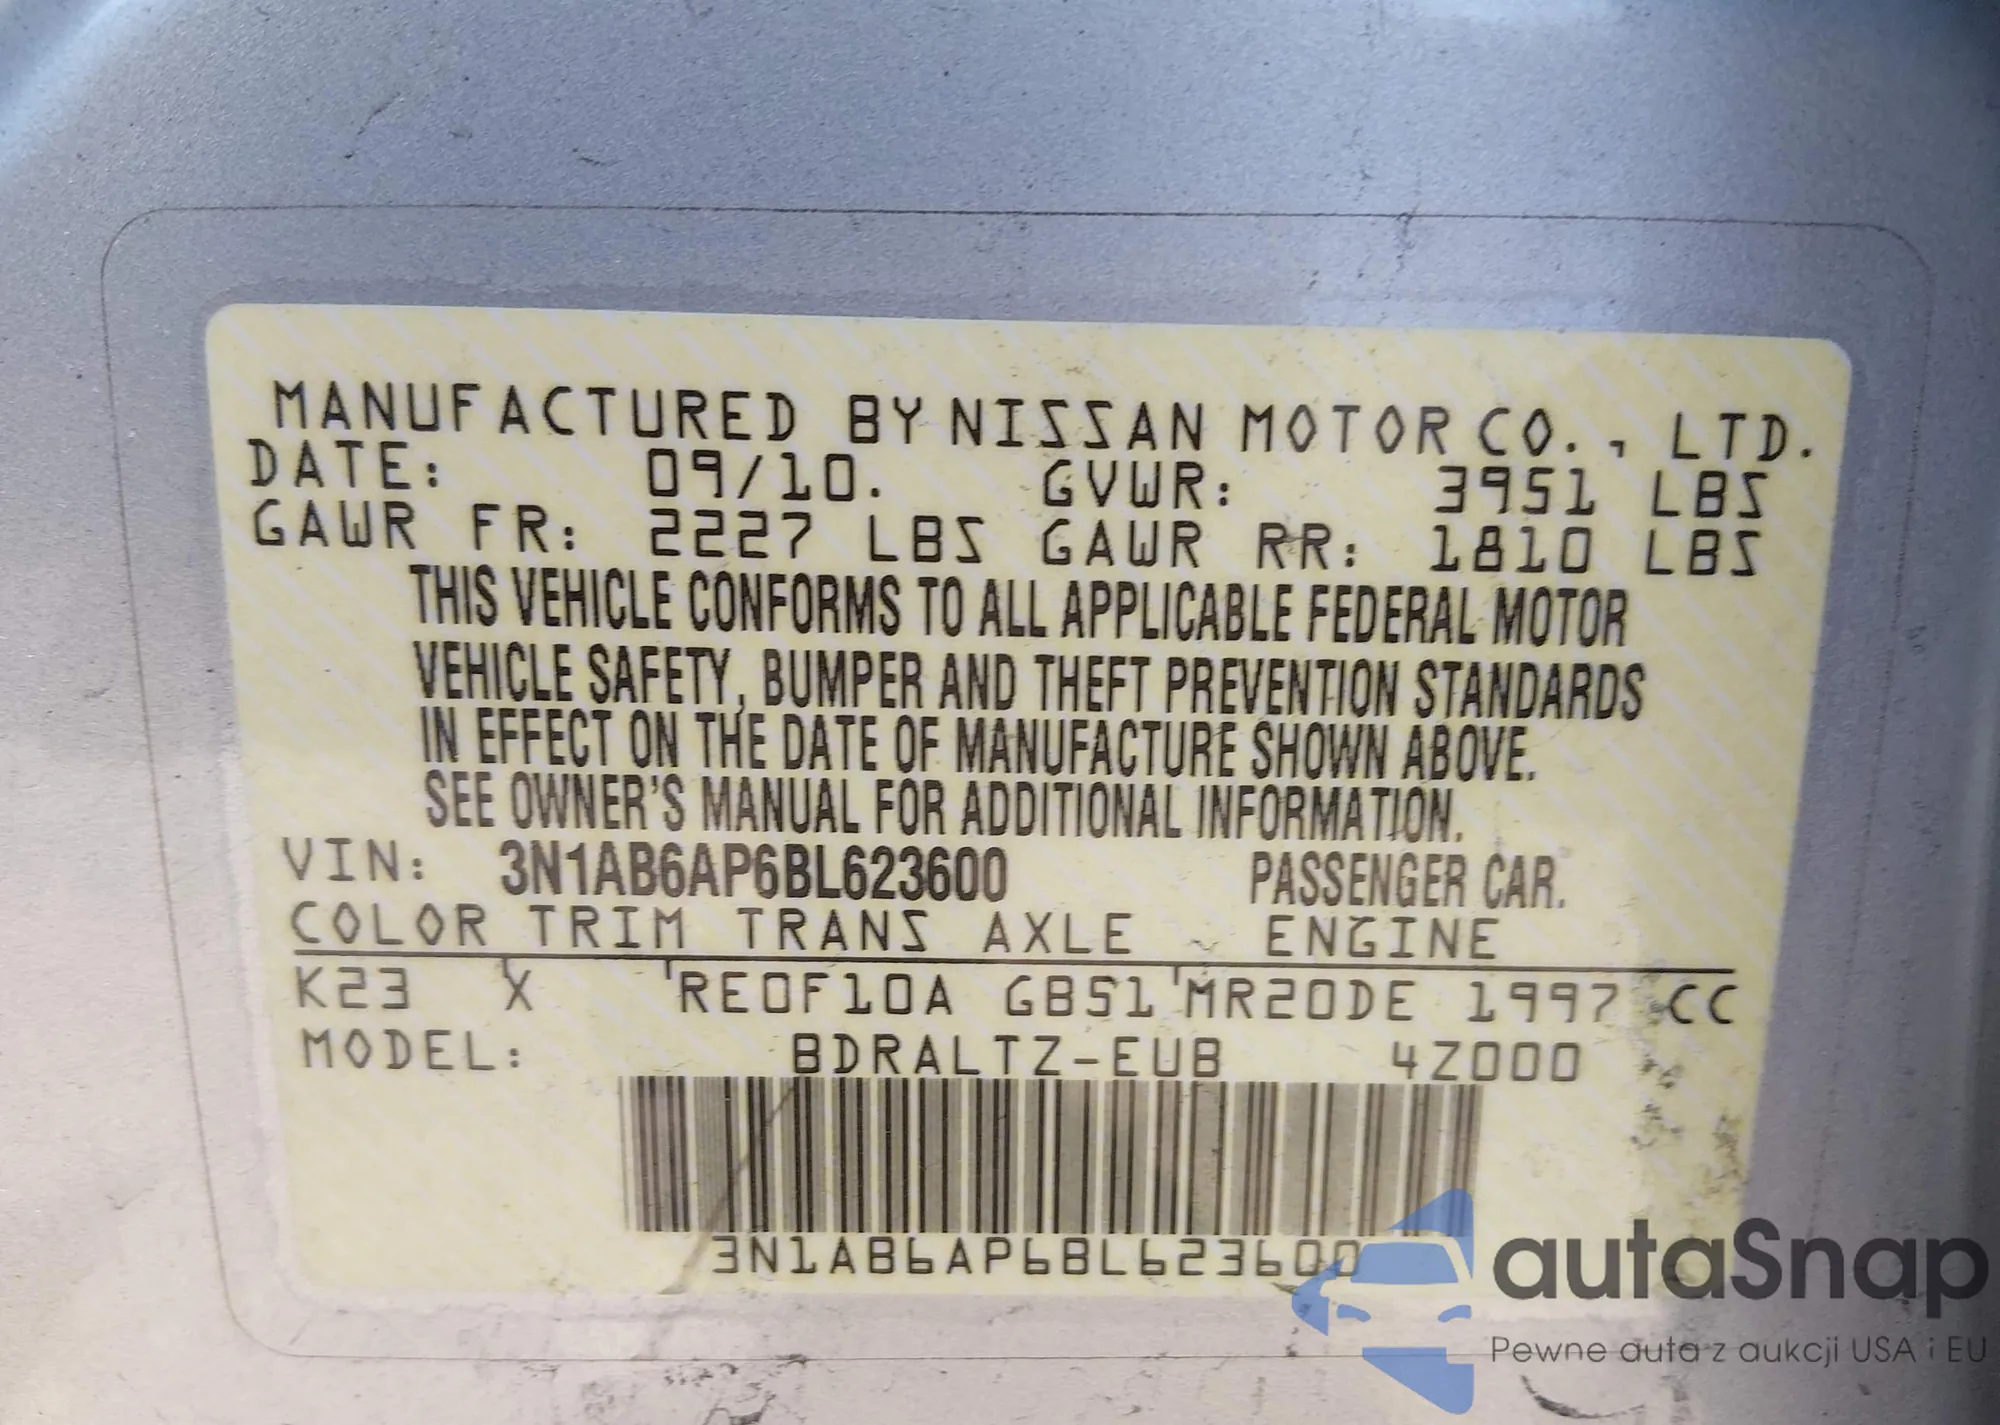 MANUFACTURED BY NISSAN MOTOR CO., LTD.
DATE: 09/10. GVWR: 3951 LBS
GAWR FR: 2227 LBS GAWR RR: 1810 LBS
THIS VEHICLE CONFORMS TO ALL APPLICABLE FEDERAL MOTOR
VEHICLE SAFETY, BUMPER AND THEFT PREVENTION STANDARDS
IN EFFECT ON THE DATE OF MANUFACTURE SHOWN ABOVE.
SEE OWNER'S MANUAL FOR ADDITIONAL INFORMATION.
VIN: 3N1AB6AP6BL623600 PASSENGER CAR.
COLOR TRIM TRANS AXLE ENGINE
K23 X RE0F10A GB51 MR20DE 1997 CC
MODEL: BDRALTZ-EUB 4Z000
3N1AB6AP6BL623600
autaSnap
Pewne auta z aukcji USA i EU